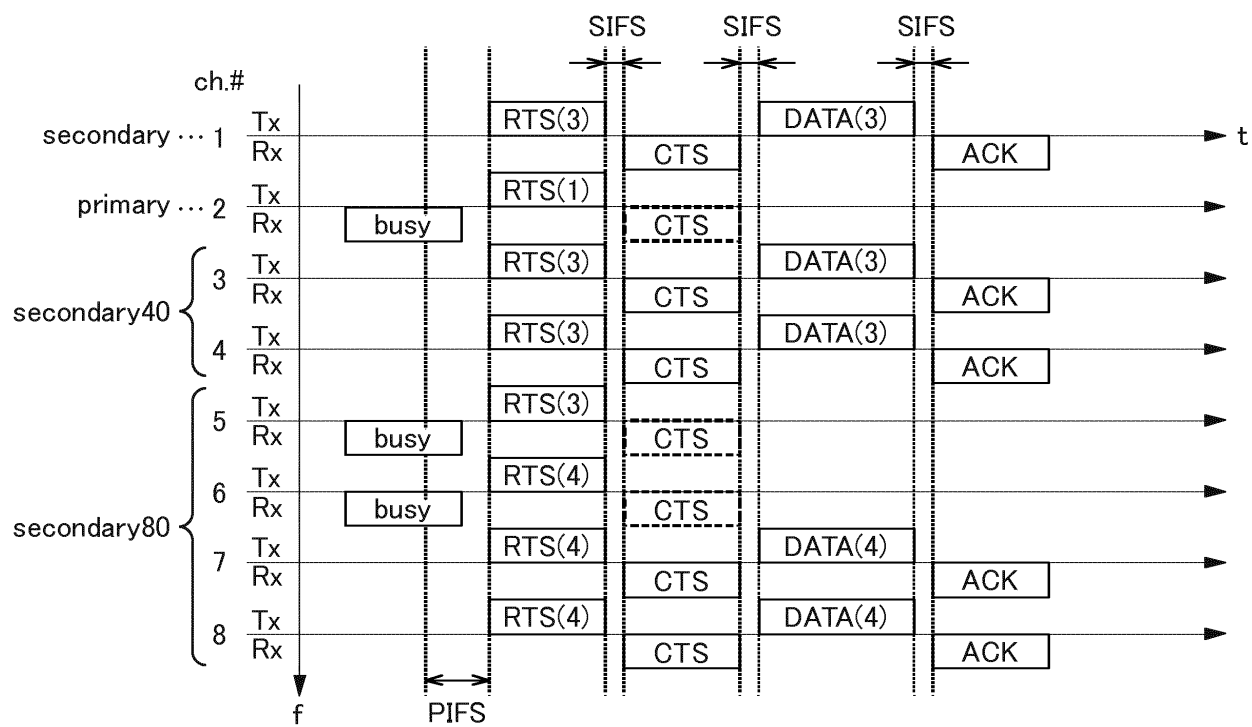 SIFS SIFS SIFS
ch.#
secondary ⋯ 1 Tx RTS(3) DATA(3)
Rx CTS ACK t
primary ⋯ 2 Tx RTS(1)
Rx busy CTS
3 Tx RTS(3) DATA(3)
Rx CTS ACK
secondary40
4 Tx RTS(3) DATA(3)
Rx CTS ACK
5 Tx RTS(3)
Rx busy CTS
6 Tx RTS(4)
Rx busy CTS
secondary80
7 Tx RTS(4) DATA(4)
Rx CTS ACK
8 Tx RTS(4) DATA(4)
Rx CTS ACK
f PIFS